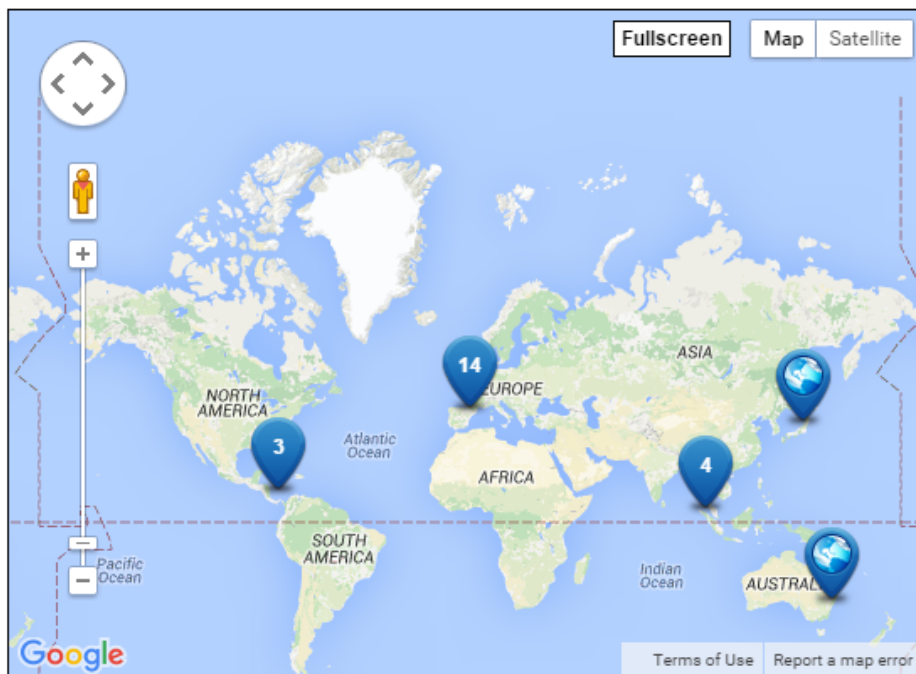 Fullscreen
Map
Satellite
ASIA
14
EUROPE
NORTH
AMERICA
Atlantic
Ocean
3
AFRICA
4
SOUTH
AMERICA
Pacific
Ocean
Indian
Ocean
AUSTRALI
Google
Terms of Use
Report a map error